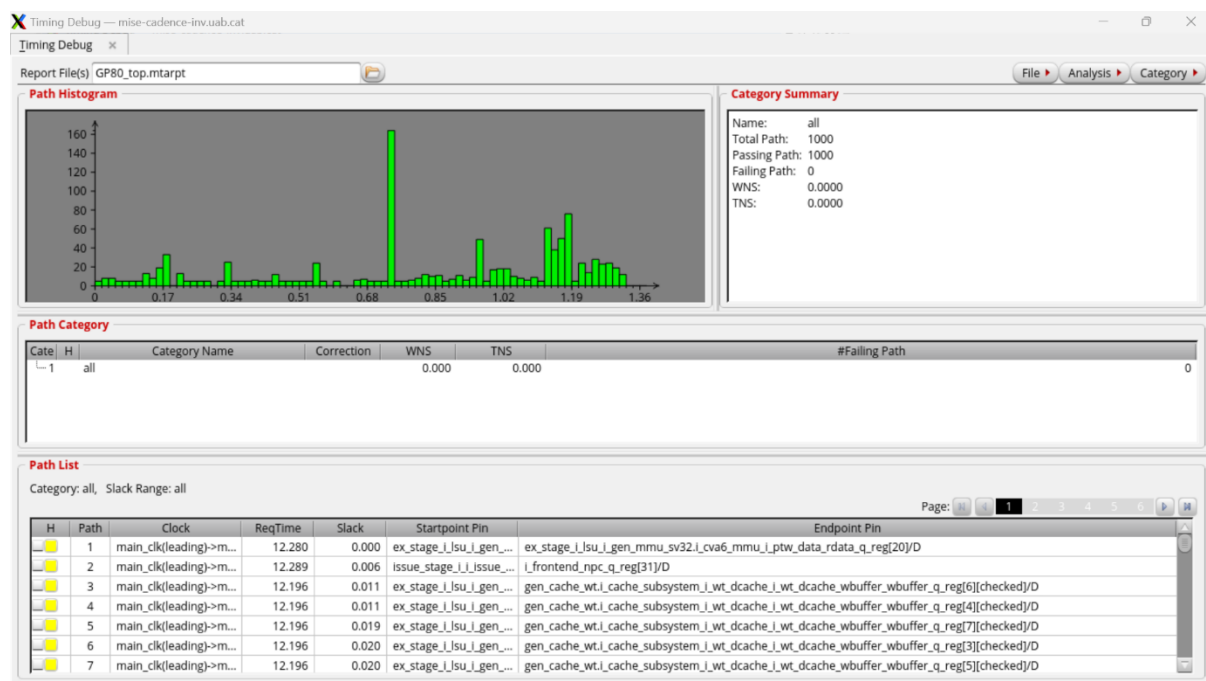 Timing Debug — mise-cadence-inv.uab.cat
Timing Debug
Report File(s) GP80_top.mtarpt
File Analysis Category
Path Histogram
160
140
120
100
80
60
40
20
0
0 0.17 0.34 0.51 0.68 0.85 1.02 1.19 1.36
Category Summary
Name: all
Total Path: 1000
Passing Path: 1000
Failing Path: 0
WNS: 0.0000
TNS: 0.0000
Path Category
Cate H Category Name Correction WNS TNS #Failing Path
1 all 0.000 0.000 0
Path List
Category: all, Slack Range: all
Page: 1 2 3 4 5 6
H Path Clock ReqTime Slack Startpoint Pin Endpoint Pin
1 main_clk(leading)->m... 12.280 0.000 ex_stage_i_lsu_i_gen_... ex_stage_i_lsu_i_gen_mmu_sv32.i_cva6_mmu_i_ptw_data_rdata_q_reg[20]/D
2 main_clk(leading)->m... 12.289 0.006 issue_stage_i_i_issue_... i_frontend_npc_q_reg[31]/D
3 main_clk(leading)->m... 12.196 0.011 ex_stage_i_lsu_i_gen_... gen_cache_wt.i_cache_subsystem_i_wt_dcache_i_wt_dcache_wbuffer_wbuffer_q_reg[6][checked]/D
4 main_clk(leading)->m... 12.196 0.011 ex_stage_i_lsu_i_gen_... gen_cache_wt.i_cache_subsystem_i_wt_dcache_i_wt_dcache_wbuffer_wbuffer_q_reg[4][checked]/D
5 main_clk(leading)->m... 12.196 0.019 ex_stage_i_lsu_i_gen_... gen_cache_wt.i_cache_subsystem_i_wt_dcache_i_wt_dcache_wbuffer_wbuffer_q_reg[7][checked]/D
6 main_clk(leading)->m... 12.196 0.020 ex_stage_i_lsu_i_gen_... gen_cache_wt.i_cache_subsystem_i_wt_dcache_i_wt_dcache_wbuffer_wbuffer_q_reg[3][checked]/D
7 main_clk(leading)->m... 12.196 0.020 ex_stage_i_lsu_i_gen_... gen_cache_wt.i_cache_subsystem_i_wt_dcache_i_wt_dcache_wbuffer_wbuffer_q_reg[5][checked]/D